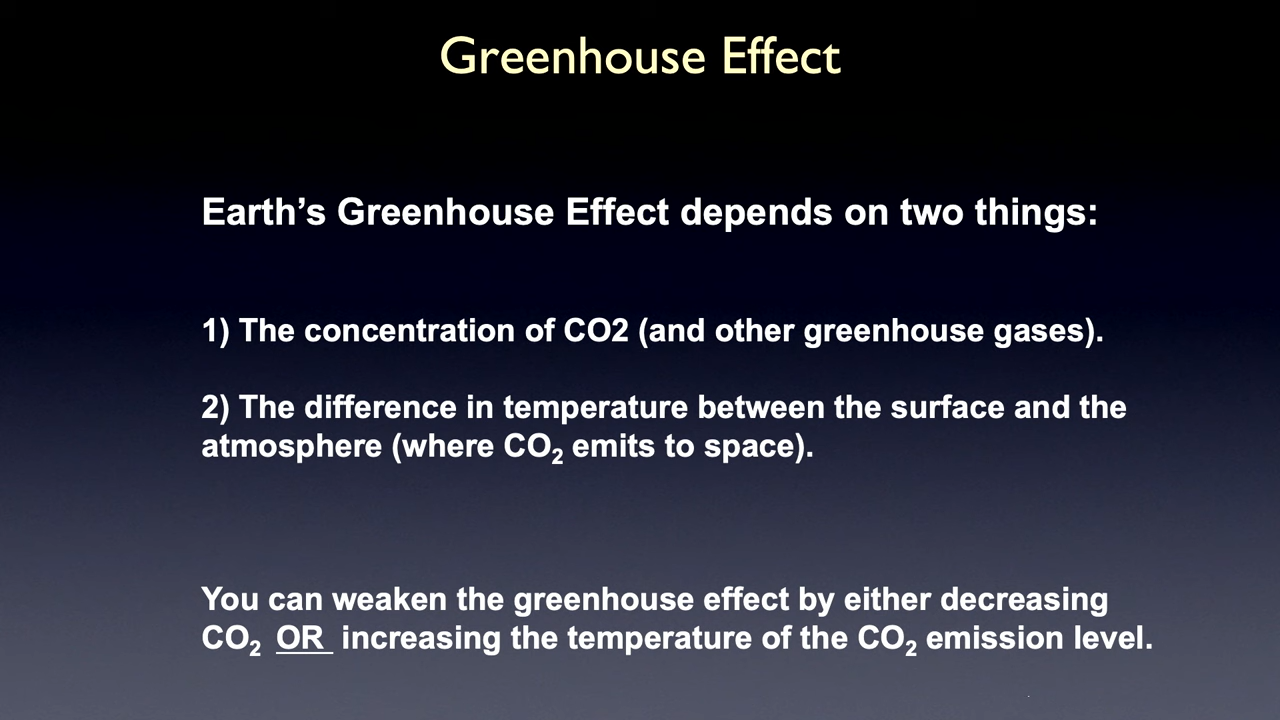 Greenhouse Effect
Earth’s Greenhouse Effect depends on two things:
1) The concentration of CO2 (and other greenhouse gases).
2) The difference in temperature between the surface and the
atmosphere (where CO₂ emits to space).
You can weaken the greenhouse effect by either decreasing
CO₂ OR increasing the temperature of the CO₂ emission level.